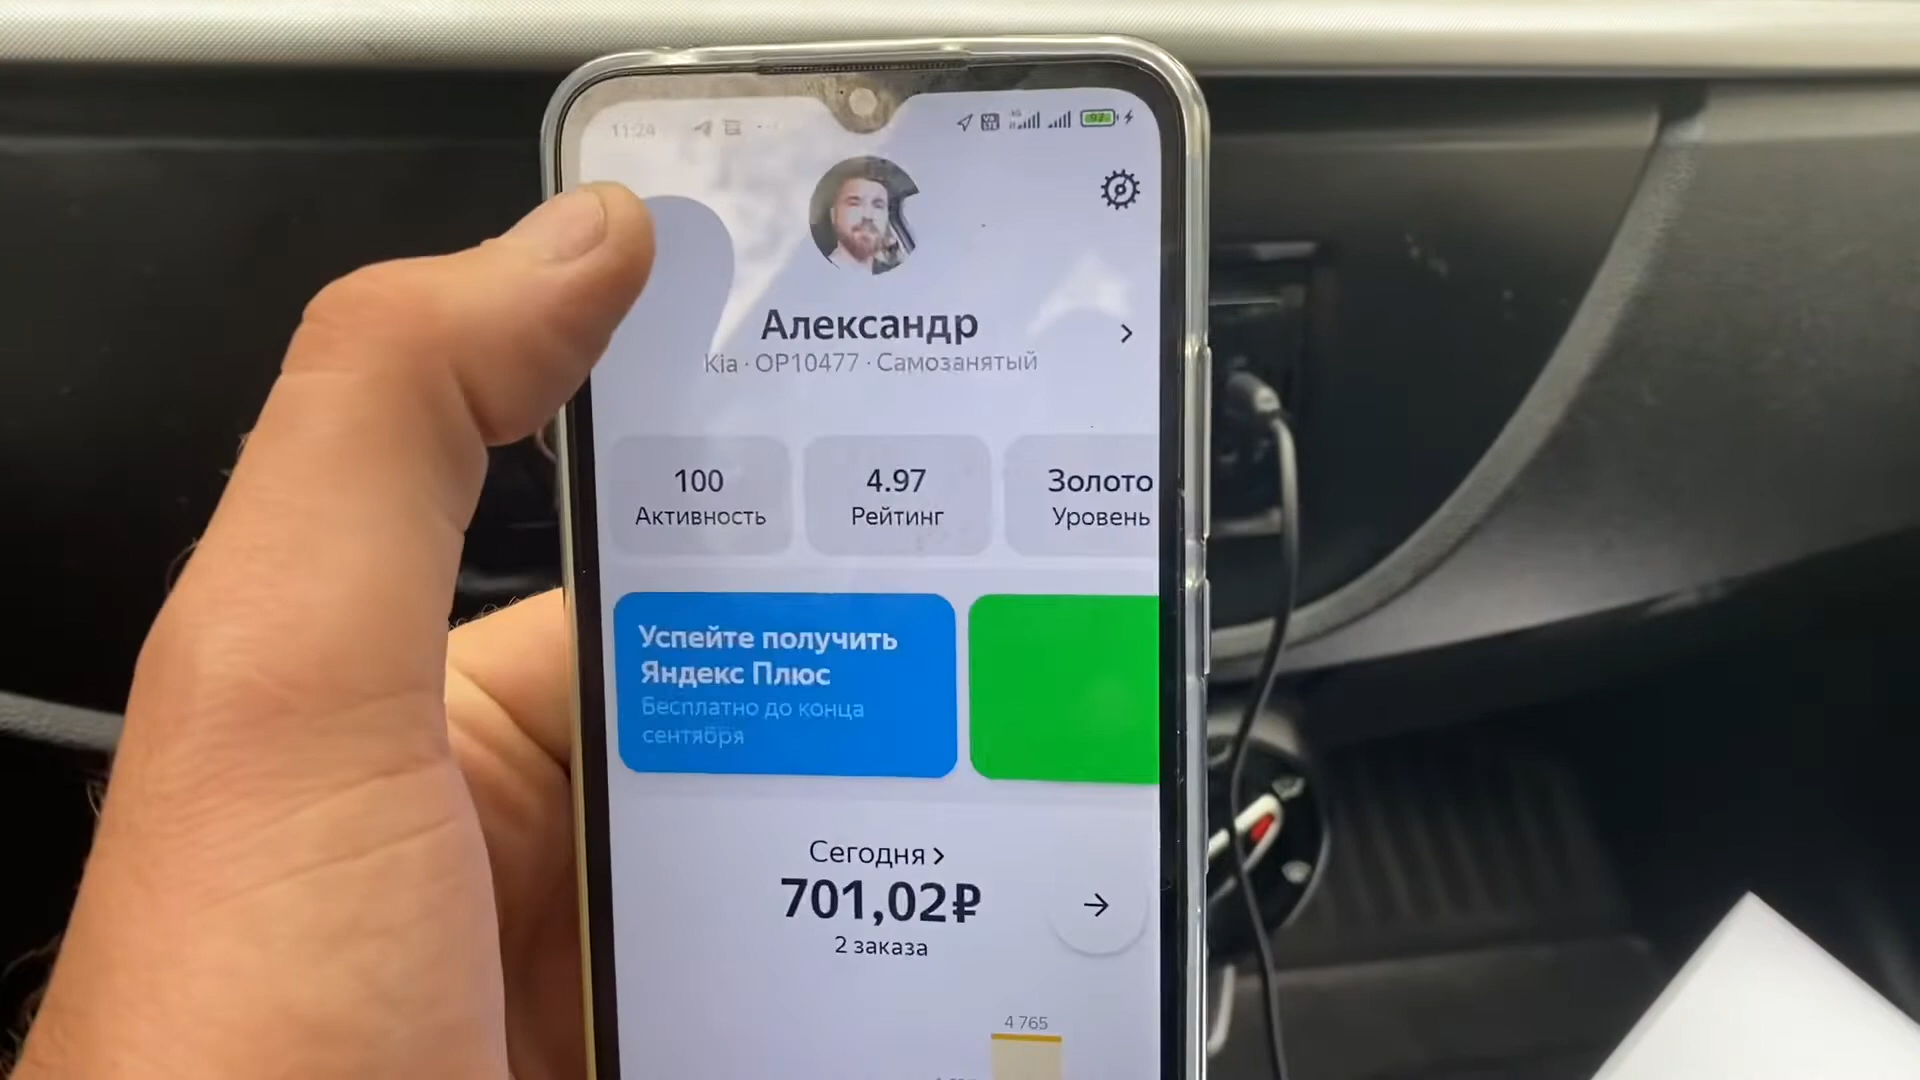 11:24
97
Александр
Kia · OP10477 · Самозанятый
100
Активность
4.97
Рейтинг
Золото
Уровень
Успейте получить
Яндекс Плюс
Бесплатно до конца
сентября
Сегодня
701,02₽
2 заказа
4 765